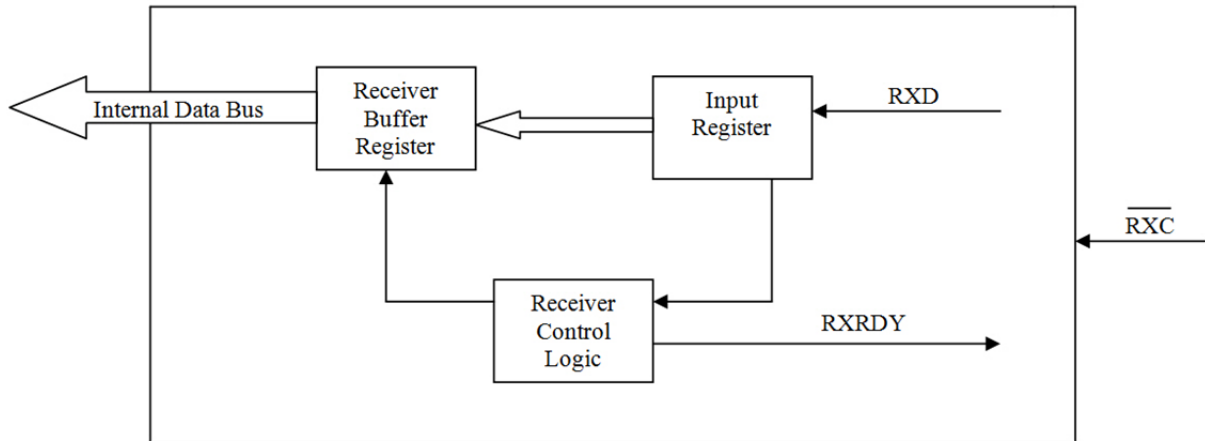 Internal Data Bus
Receiver
Buffer
Register
Input
Register
RXD
RXC
Receiver
Control
Logic
RXRDY